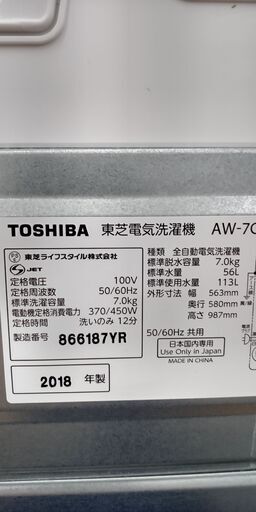 TOSHIBA 東芝電気洗濯機 AW-7
東芝ライフスタイル株式会社
JET
定格電圧 100V
定格周波数 50/60Hz
標準洗濯容量 7.0kg
電動機定格消費電力 370/450W
定格時間 洗いのみ 12分
製造番号 866187YR
2018 年製
種類 全自動電気洗濯機
標準脱水容量 7.0kg
標準水量 56L
標準使用水量 113L
外形寸法 幅 563mm
奥行 580mm
高さ 987mm
50/60Hz 共用
日本国内専用
Use Only in Japan
MADE IN CHINA